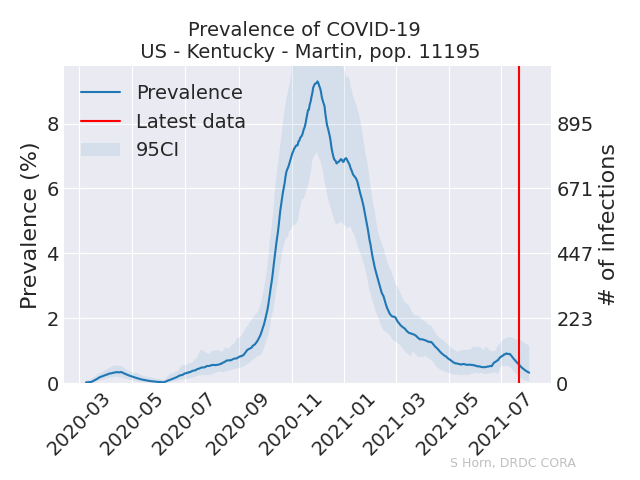 Prevalence of COVID-19
US - Kentucky - Martin, pop. 11195
Prevalence
Latest data
95CI
Prevalence (%)
8
6
4
2
0
895
671
447
223
0
# of infections
2020-03
2020-05
2020-07
2020-09
2020-11
2021-01
2021-03
2021-05
2021-07
S Horn, DRDC CORA